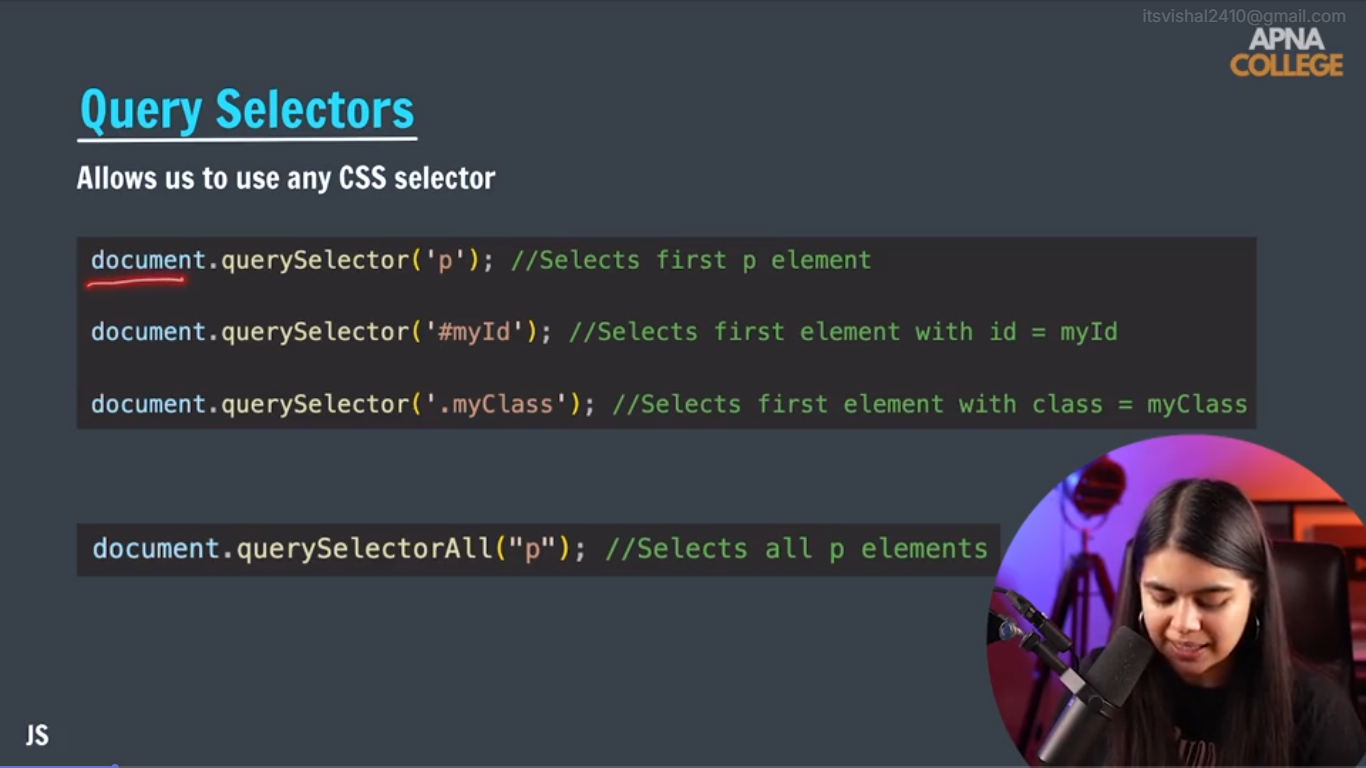 itsvishal2410@gmail.com
APNA
COLLEGE
Query Selectors
Allows us to use any CSS selector
document.querySelector('p'); //Selects first p element
document.querySelector('#myId'); //Selects first element with id = myId
document.querySelector('.myClass'); //Selects first element with class = myClass
document.querySelectorAll("p"); //Selects all p elements
JS